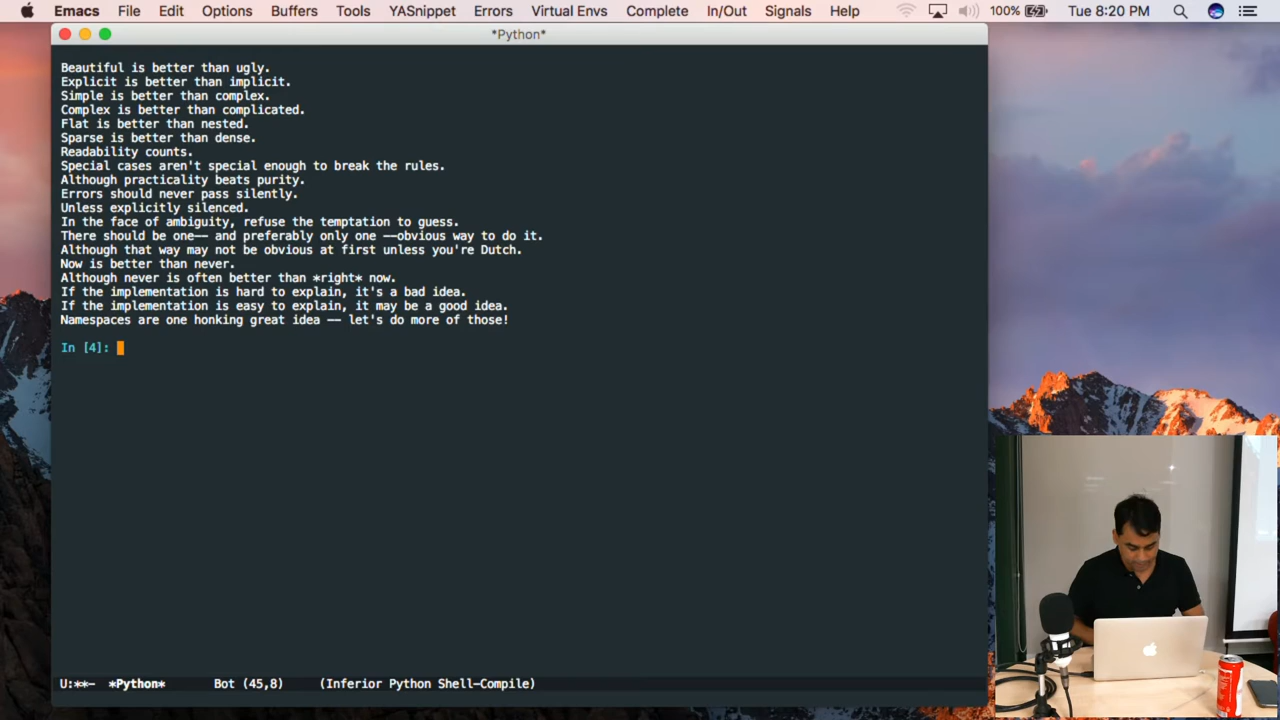 Emacs File Edit Options Buffers Tools YASnippet Errors Virtual Envs Complete In/Out Signals Help 100% Tue 8:20 PM
*Python*
Beautiful is better than ugly.
Explicit is better than implicit.
Simple is better than complex.
Complex is better than complicated.
Flat is better than nested.
Sparse is better than dense.
Readability counts.
Special cases aren't special enough to break the rules.
Although practicality beats purity.
Errors should never pass silently.
Unless explicitly silenced.
In the face of ambiguity, refuse the temptation to guess.
There should be one-- and preferably only one --obvious way to do it.
Although that way may not be obvious at first unless you're Dutch.
Now is better than never.
Although never is often better than *right* now.
If the implementation is hard to explain, it's a bad idea.
If the implementation is easy to explain, it may be a good idea.
Namespaces are one honking great idea -- let's do more of those!
In [4]:
U:**- *Python* Bot (45,8) (Inferior Python Shell-Compile)